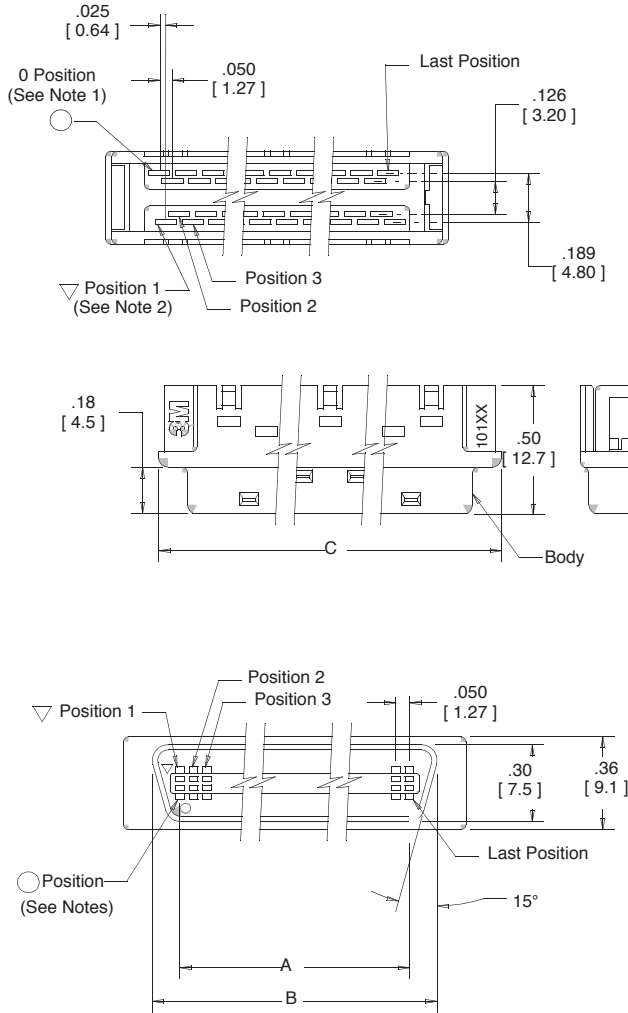 .025
[ 0.64 ]
0 Position
(See Note 1)
.050
[ 1.27 ]
Last Position
.126
[ 3.20 ]
.189
[ 4.80 ]
Position 1
(See Note 2)
Position 3
Position 2
.18
[ 4.5 ]
3M
101XX
.50
[ 12.7 ]
C
Body
Position 2
Position 3
Position 1
.050
[ 1.27 ]
.30
[ 7.5 ]
.36
[ 9.1 ]
Last Position
Position
(See Notes)
15°
A
B